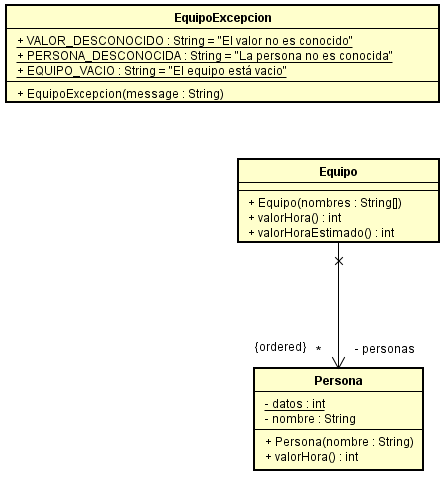 EquipoExcepcion
+ VALOR_DESCONOCIDO : String = "El valor no es conocido"
+ PERSONA_DESCONOCIDA : String = "La persona no es conocida"
+ EQUIPO_VACIO : String = "El equipo está vacio"
+ EquipoExcepcion(message : String)
Equipo
+ Equipo(nombres : String[])
+ valorHora() : int
+ valorHoraEstimado() : int
{ordered} * - personas
Persona
- datos : int
- nombre : String
+ Persona(nombre : String)
+ valorHora() : int